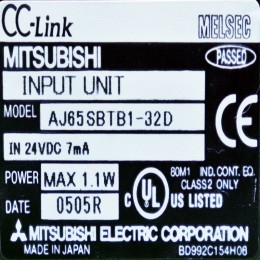 CC-Link MELSEC
MITSUBISHI PASSED
INPUT UNIT
MODEL AJ65SBTB1-32D
IN 24VDC 7mA
80M1 IND. CONT. EQ.
POWER MAX 1.1W CLASS2 ONLY
DATE 0505R C UL US LISTED
MITSUBISHI ELECTRIC CORPORATION
MADE IN JAPAN BD992C154H08